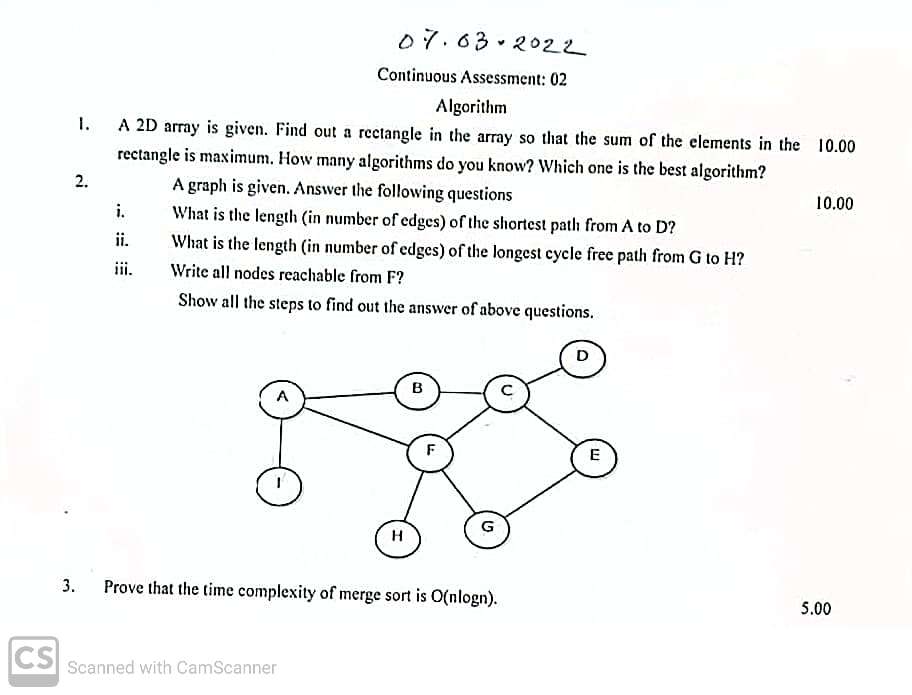 07.03.2022
Continuous Assessment: 02
Algorithm
1. A 2D array is given. Find out a rectangle in the array so that the sum of the elements in the 10.00
rectangle is maximum. How many algorithms do you know? Which one is the best algorithm?
2. A graph is given. Answer the following questions 10.00
i. What is the length (in number of edges) of the shortest path from A to D?
ii. What is the length (in number of edges) of the longest cycle free path from G to H?
iii. Write all nodes reachable from F?
Show all the steps to find out the answer of above questions.
D
A B C
F E
I
H G
3. Prove that the time complexity of merge sort is O(nlogn). 5.00
CS Scanned with CamScanner